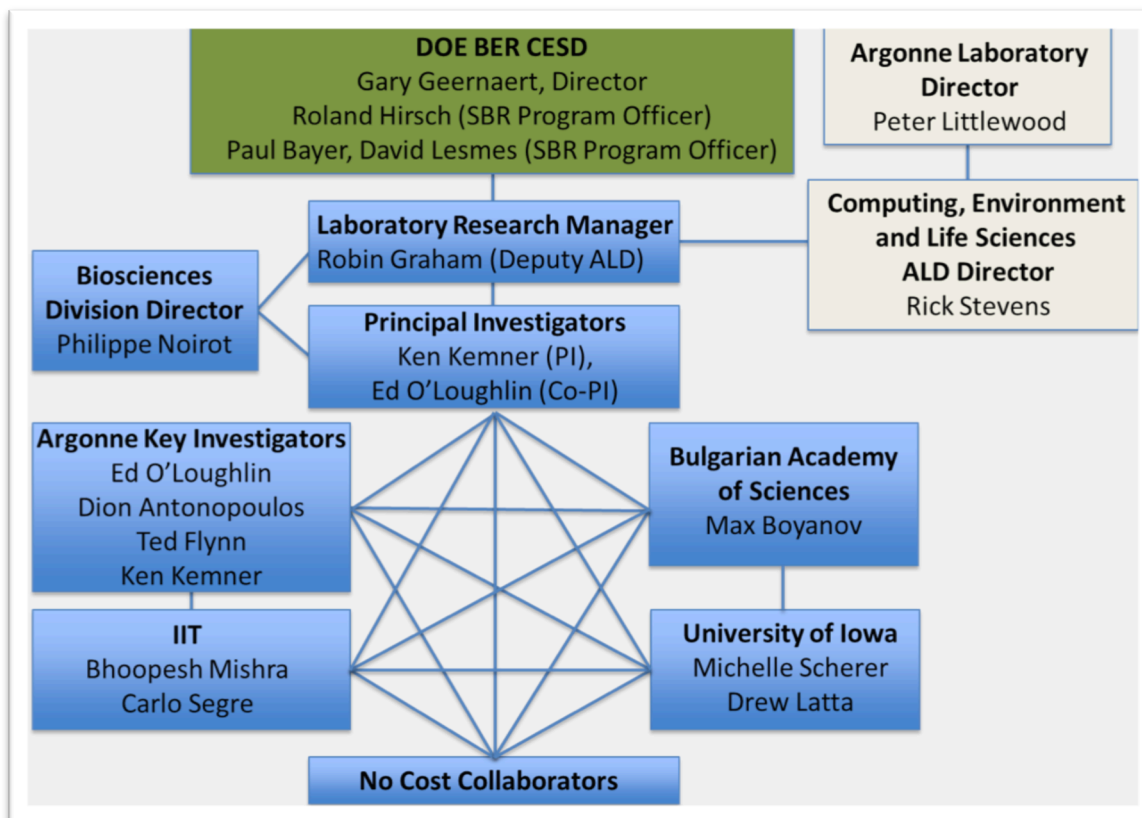 DOE BER CESD
Gary Geernaert, Director
Roland Hirsch (SBR Program Officer)
Paul Bayer, David Lesmes (SBR Program Officer)
Argonne Laboratory
Director
Peter Littlewood
Computing, Environment
and Life Sciences
ALD Director
Rick Stevens
Laboratory Research Manager
Robin Graham (Deputy ALD)
Biosciences
Division Director
Philippe Noirot
Principal Investigators
Ken Kemner (PI),
Ed O’Loughlin (Co-PI)
Argonne Key Investigators
Ed O’Loughlin
Dion Antonopoulos
Ted Flynn
Ken Kemner
Bulgarian Academy
of Sciences
Max Boyanov
IIT
Bhoopesh Mishra
Carlo Segre
University of Iowa
Michelle Scherer
Drew Latta
No Cost Collaborators